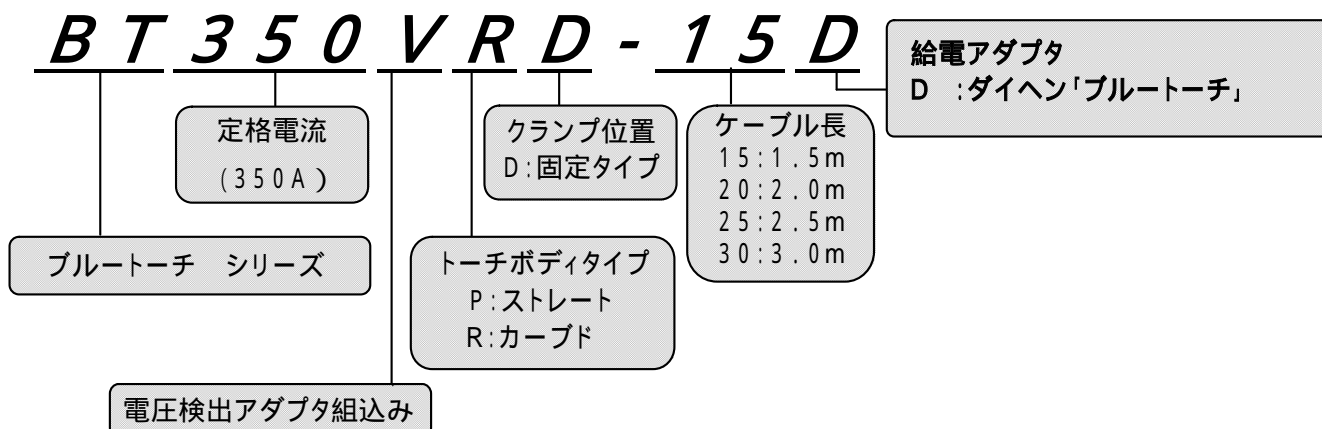 BT350VRD-15D
給電アダプタ
D :ダイヘン「ブルートーチ」
定格電流
(350A)
クランプ位置
D:固定タイプ
ケーブル長
15:1.5m
20:2.0m
25:2.5m
30:3.0m
ブルートーチ シリーズ
トーチボディタイプ
P:ストレート
R:カーブド
電圧検出アダプタ組込み